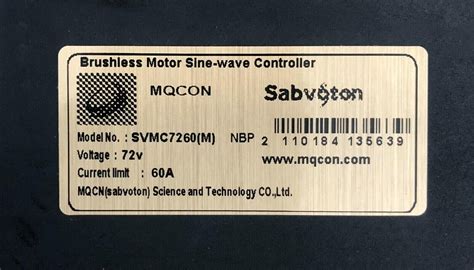 Brushless Motor Sine-wave Controller
MQCON Sabvoton
Model No. : SVMC7260(M) NBP 2 110184 135639
Voltage : 72v www.mqcon.com
Current limit : 60A
MQCN(sabvoton) Science and Technology CO.,Ltd.